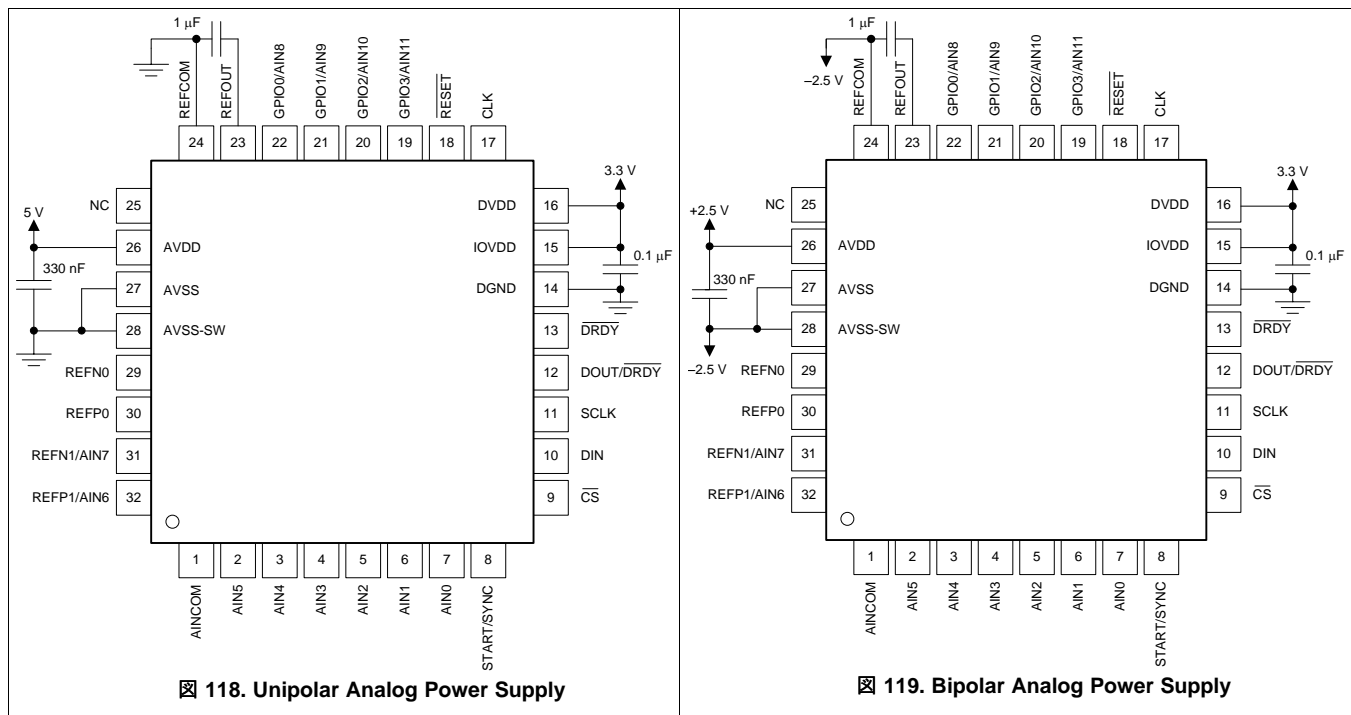 1 μF
REFCOM
REFOUT
GPIO0/AIN8
GPIO1/AIN9
GPIO2/AIN10
GPIO3/AIN11
RESET
CLK
24
23
22
21
20
19
18
17
5 V
3.3 V
NC
25
DVDD
16
26
AVDD
IOVDD
15
330 nF
0.1 μF
27
AVSS
DGND
14
28
AVSS-SW
13
DRDY
REFN0
29
12
DOUT/DRDY
REFP0
30
11
SCLK
REFN1/AIN7
31
10
DIN
REFP1/AIN6
32
9
CS
1
2
3
4
5
6
7
8
AINCOM
AIN5
AIN4
AIN3
AIN2
AIN1
AIN0
START/SYNC
図 118. Unipolar Analog Power Supply
1 μF
–2.5 V
REFCOM
REFOUT
GPIO0/AIN8
GPIO1/AIN9
GPIO2/AIN10
GPIO3/AIN11
RESET
CLK
24
23
22
21
20
19
18
17
+2.5 V
3.3 V
NC
25
DVDD
16
26
AVDD
IOVDD
15
330 nF
0.1 μF
27
AVSS
DGND
14
28
AVSS-SW
13
DRDY
–2.5 V
REFN0
29
12
DOUT/DRDY
REFP0
30
11
SCLK
REFN1/AIN7
31
10
DIN
REFP1/AIN6
32
9
CS
1
2
3
4
5
6
7
8
AINCOM
AIN5
AIN4
AIN3
AIN2
AIN1
AIN0
START/SYNC
図 119. Bipolar Analog Power Supply